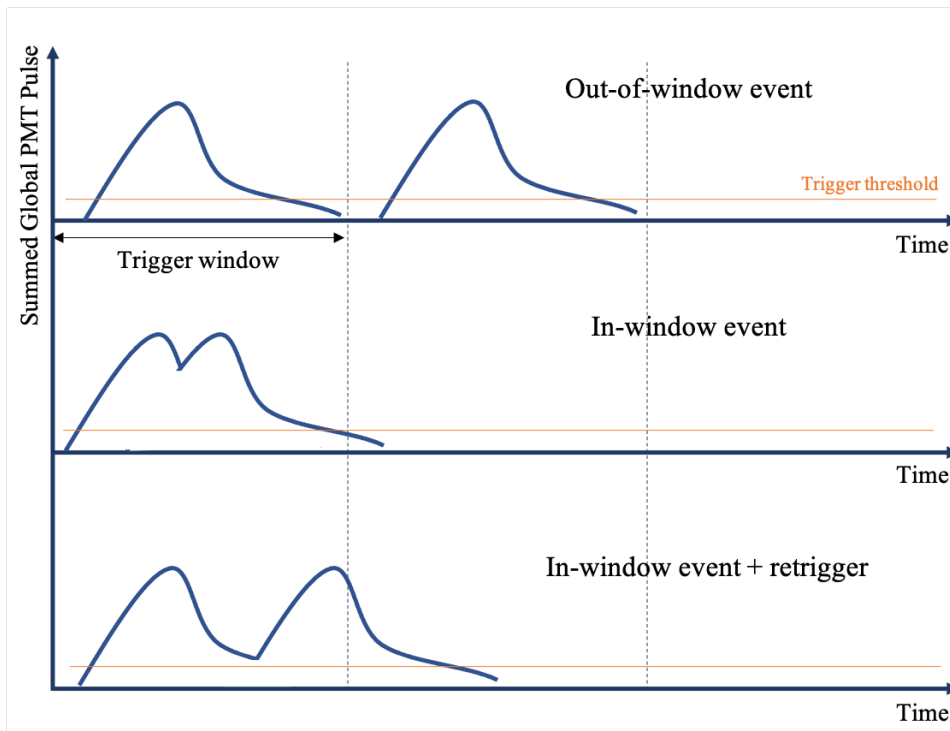 Summed Global PMT Pulse
Out-of-window event
Trigger threshold
Time
Trigger window
In-window event
Time
In-window event + retrigger
Time